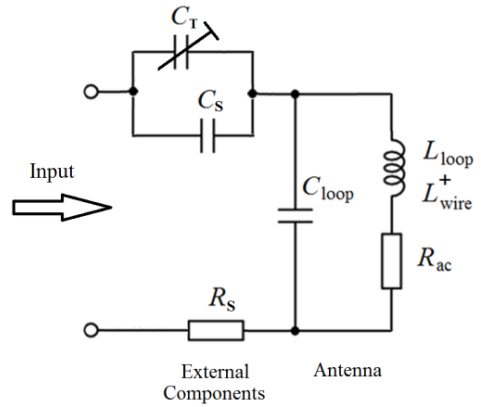 C_T
C_S
Input
L_loop
+
L_wire
C_loop
R_ac
R_S
External
Components
Antenna